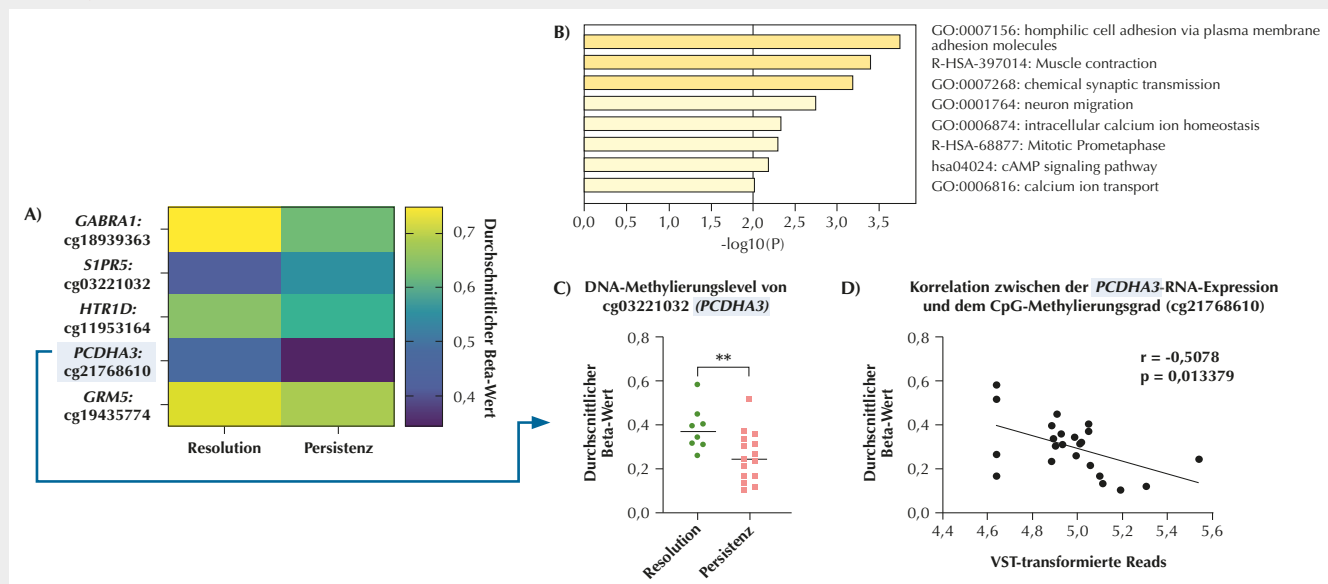 A)
GABRA1:
cg18939363
S1PR5:
cg03221032
HTR1D:
cg11953164
PCDHA3:
cg21768610
GRM5:
cg19435774
Resolution
Persistenz
0,7
0,6
0,5
0,4
Durchschnittlicher Beta-Wert
B)
GO:0007156: homphilic cell adhesion via plasma membrane
adhesion molecules
R-HSA-397014: Muscle contraction
GO:0007268: chemical synaptic transmission
GO:0001764: neuron migration
GO:0006874: intracellular calcium ion homeostasis
R-HSA-68877: Mitotic Prometaphase
hsa04024: cAMP signaling pathway
GO:0006816: calcium ion transport
0,0 0,5 1,0 1,5 2,0 2,5 3,0 3,5
-log10(P)
C) DNA-Methylierungslevel von
cg03221032 (PCDHA3)
Durchscnittlicher
Beta-Wert
0,8
0,6
0,4
0,2
0,0
**
Resolution
Persistenz
D) Korrelation zwischen der PCDHA3-RNA-Expression
und dem CpG-Methylierungsgrad (cg21768610)
Durchscnittlicher
Beta-Wert
0,8
0,6
0,4
0,2
0,0
r = -0,5078
p = 0,013379
4,4 4,6 4,8 5,0 5,2 5,4 5,6
VST-transformierte Reads